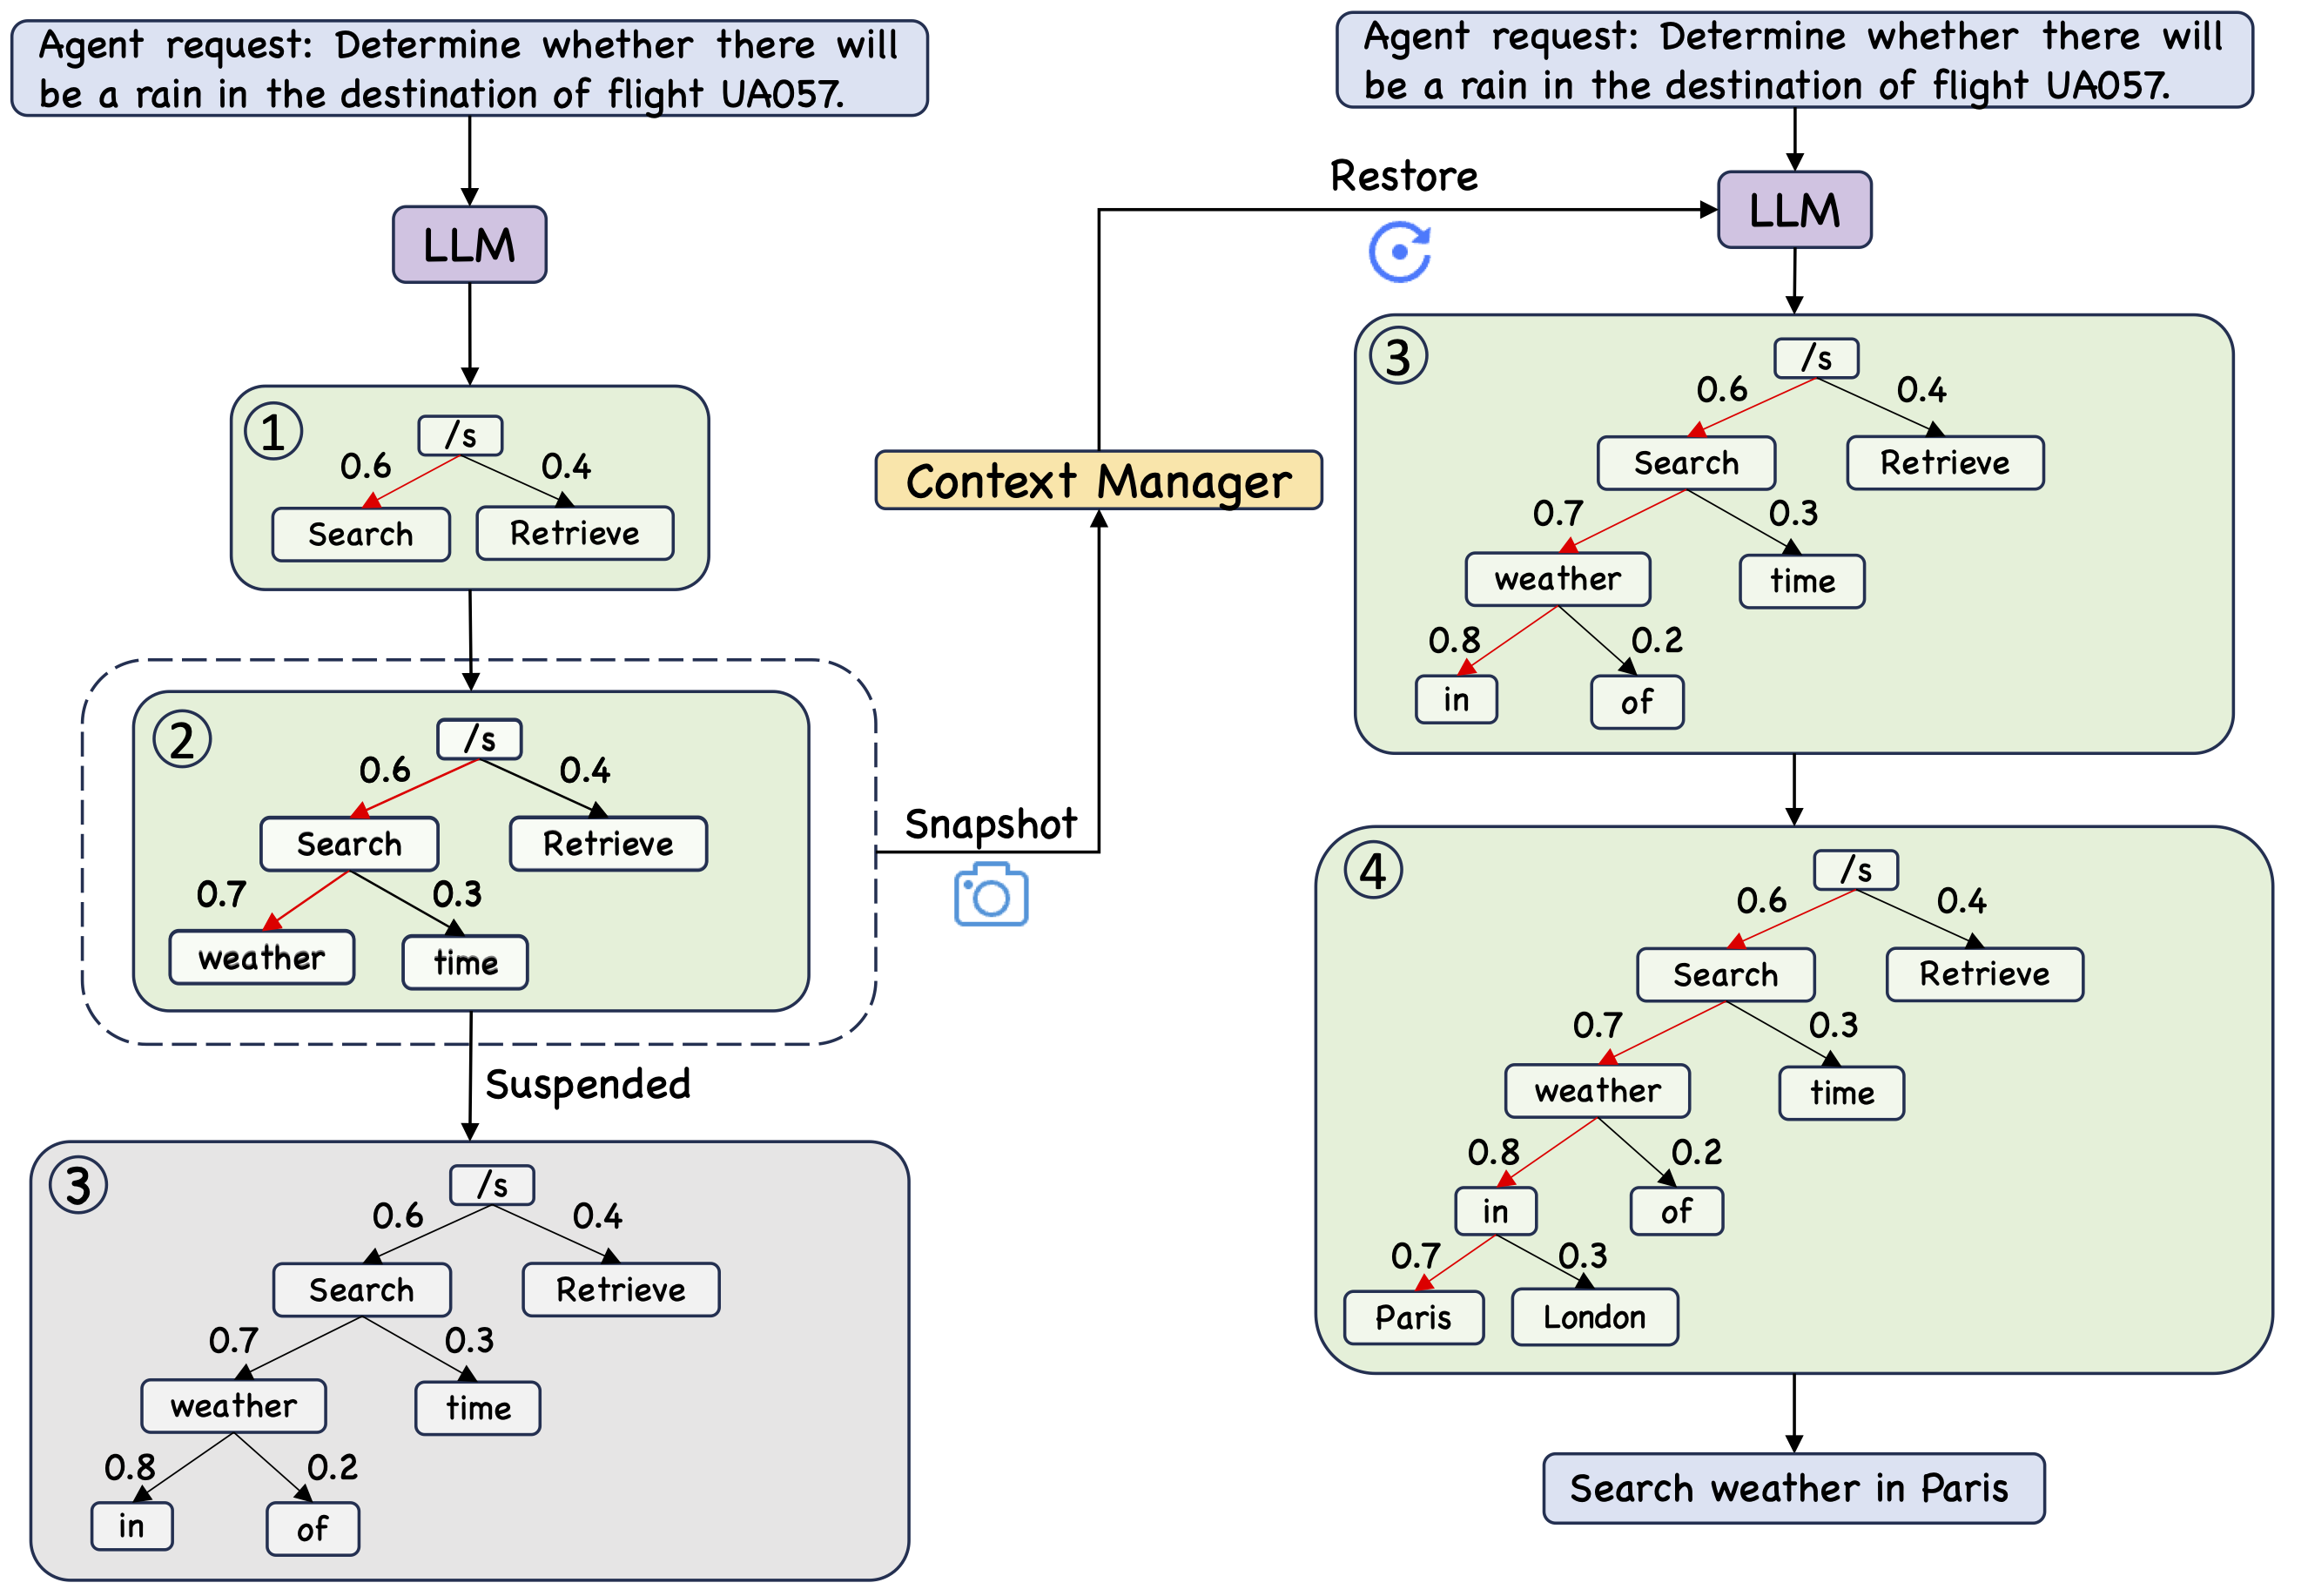 Agent request: Determine whether there will
be a rain in the destination of flight UA057.
LLM
1
/s
0.6
0.4
Search
Retrieve
2
/s
0.6
0.4
Search
Retrieve
0.7
0.3
weather
time
Suspended
3
/s
0.6
0.4
Search
Retrieve
0.7
0.3
weather
time
0.8
0.2
in
of
Snapshot
Context Manager
Restore
Agent request: Determine whether there will
be a rain in the destination of flight UA057.
LLM
3
/s
0.6
0.4
Search
Retrieve
0.7
0.3
weather
time
0.8
0.2
in
of
4
/s
0.6
0.4
Search
Retrieve
0.7
0.3
weather
time
0.8
0.2
in
of
0.7
0.3
Paris
London
Search weather in Paris